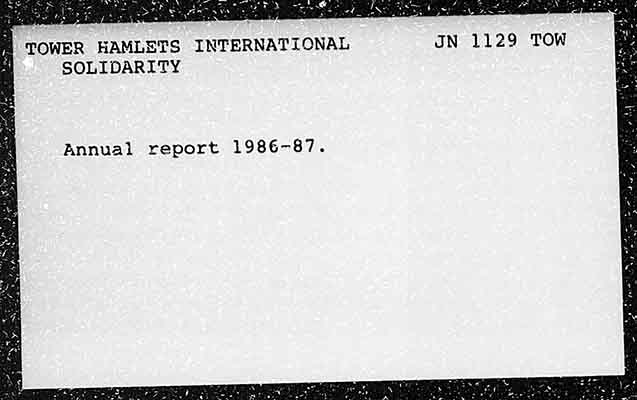 TOWER HAMLETS INTERNATIONAL JN 1129 TOW
SOLIDARITY
Annual report 1986-87.